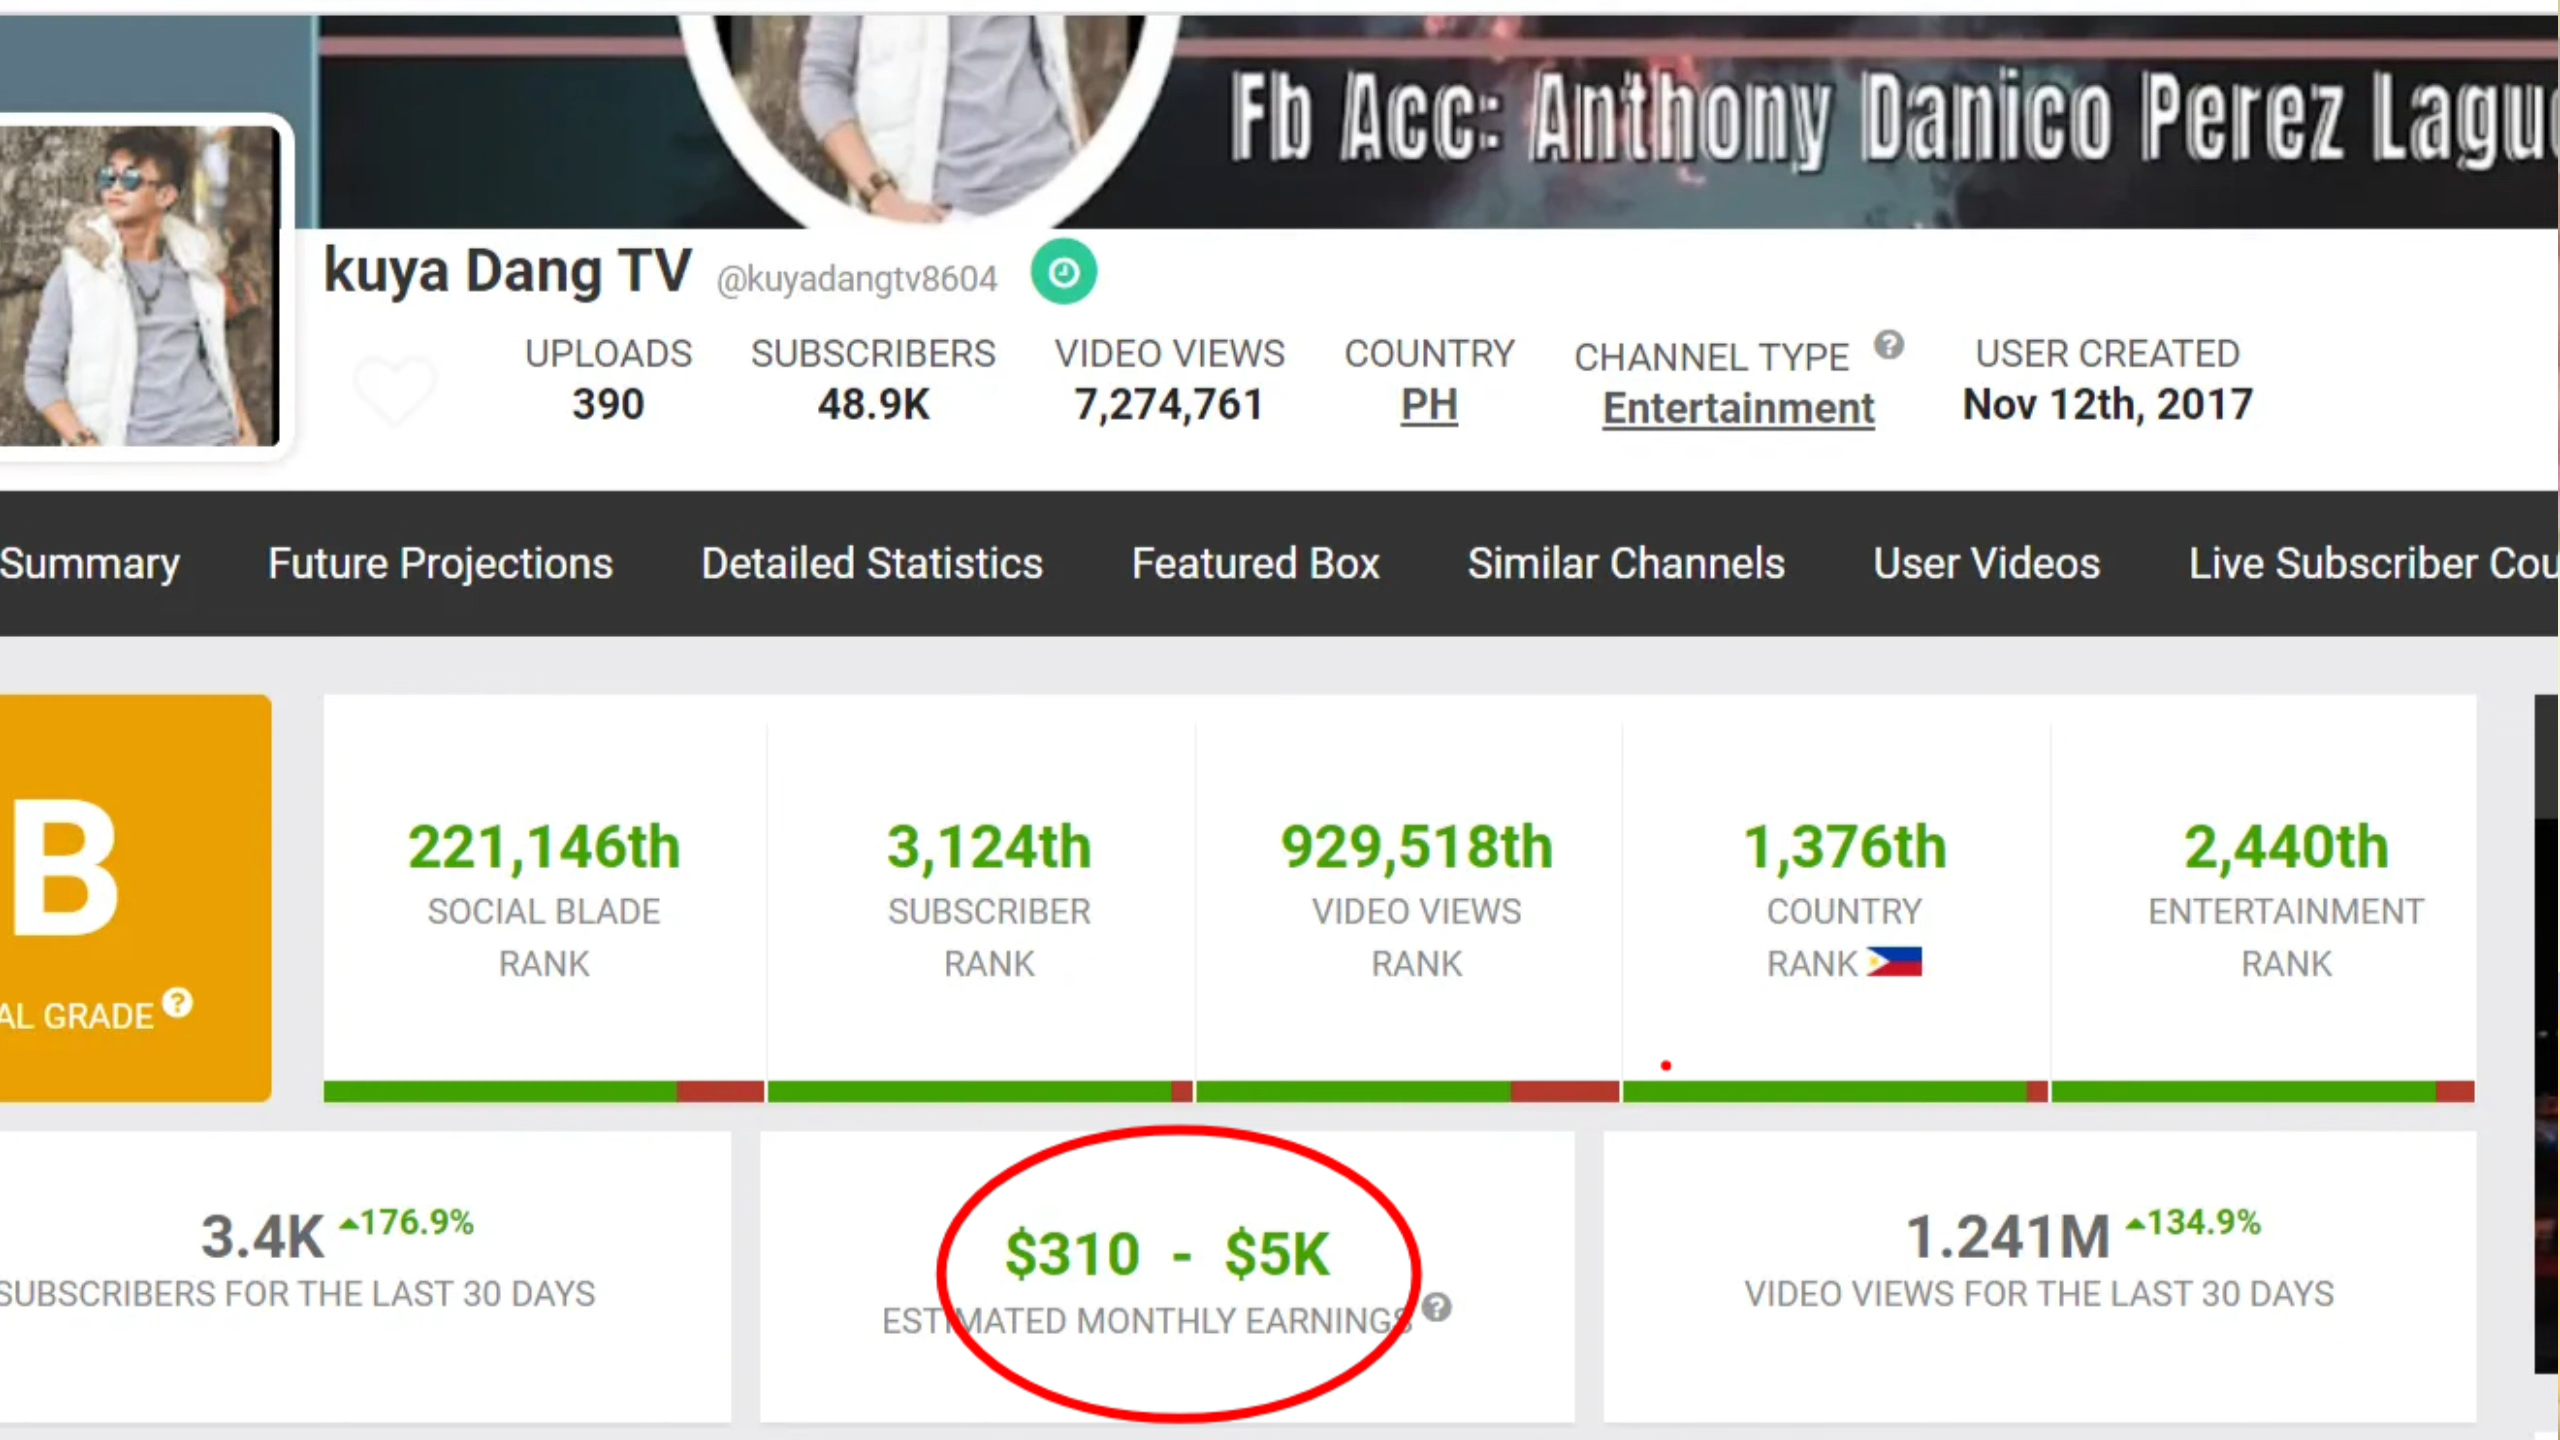 Fb Acc: Anthony Danico Perez
kuya Dang TV @kuyadangtv8604
UPLOADS SUBSCRIBERS VIDEO VIEWS COUNTRY CHANNEL TYPE ? USER CREATED
390 48.9K 7,274,761 PH Entertainment Nov 12th, 2017
Summary Future Projections Detailed Statistics Featured Box Similar Channels User Videos Live Subscriber
B
GRADE ?
221,146th 3,124th 929,518th 1,376th 2,440th
SOCIAL BLADE SUBSCRIBER VIDEO VIEWS COUNTRY ENTERTAINMENT
RANK RANK RANK RANK RANK
3.4K 176.9% $310 - $5K 1.241M 134.9%
SUBSCRIBERS FOR THE LAST 30 DAYS ESTIMATED MONTHLY EARNINGS ? VIDEO VIEWS FOR THE LAST 30 DAYS